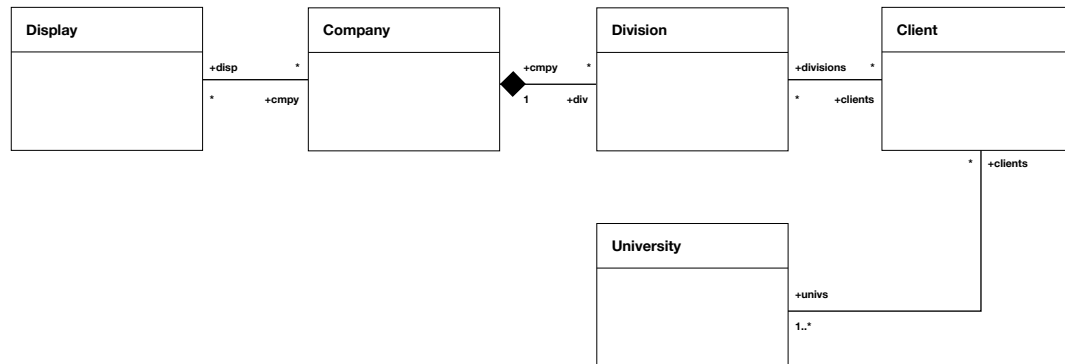 Display
Company
Division
Client
+disp
*
*
+cmpy
+cmpy
*
1
+div
+divisions
*
*
+clients
*
+clients
University
+univs
1..*